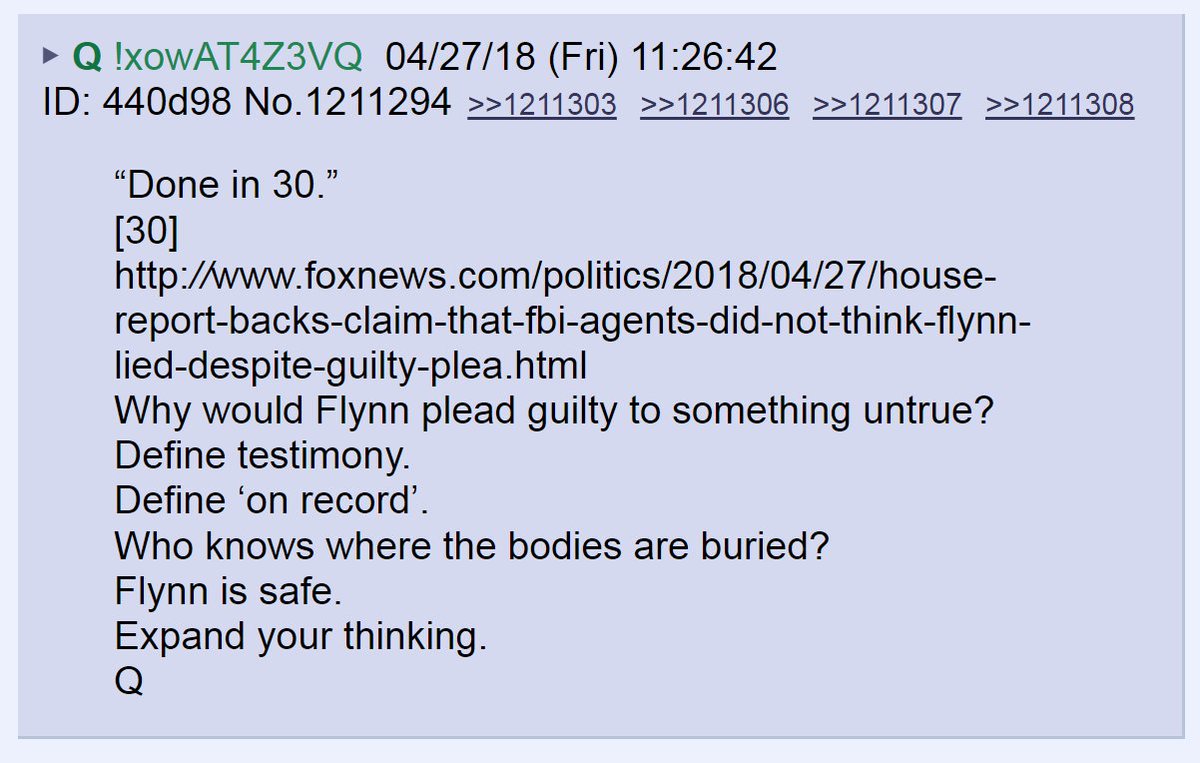 ▶ Q !xowAT4Z3VQ 04/27/18 (Fri) 11:26:42
ID: 440d98 No.1211294 >>1211303 >>1211306 >>1211307 >>1211308
“Done in 30.”
[30]
http://www.foxnews.com/politics/2018/04/27/house-
report-backs-claim-that-fbi-agents-did-not-think-flynn-
lied-despite-guilty-plea.html
Why would Flynn plead guilty to something untrue?
Define testimony.
Define ‘on record’.
Who knows where the bodies are buried?
Flynn is safe.
Expand your thinking.
Q